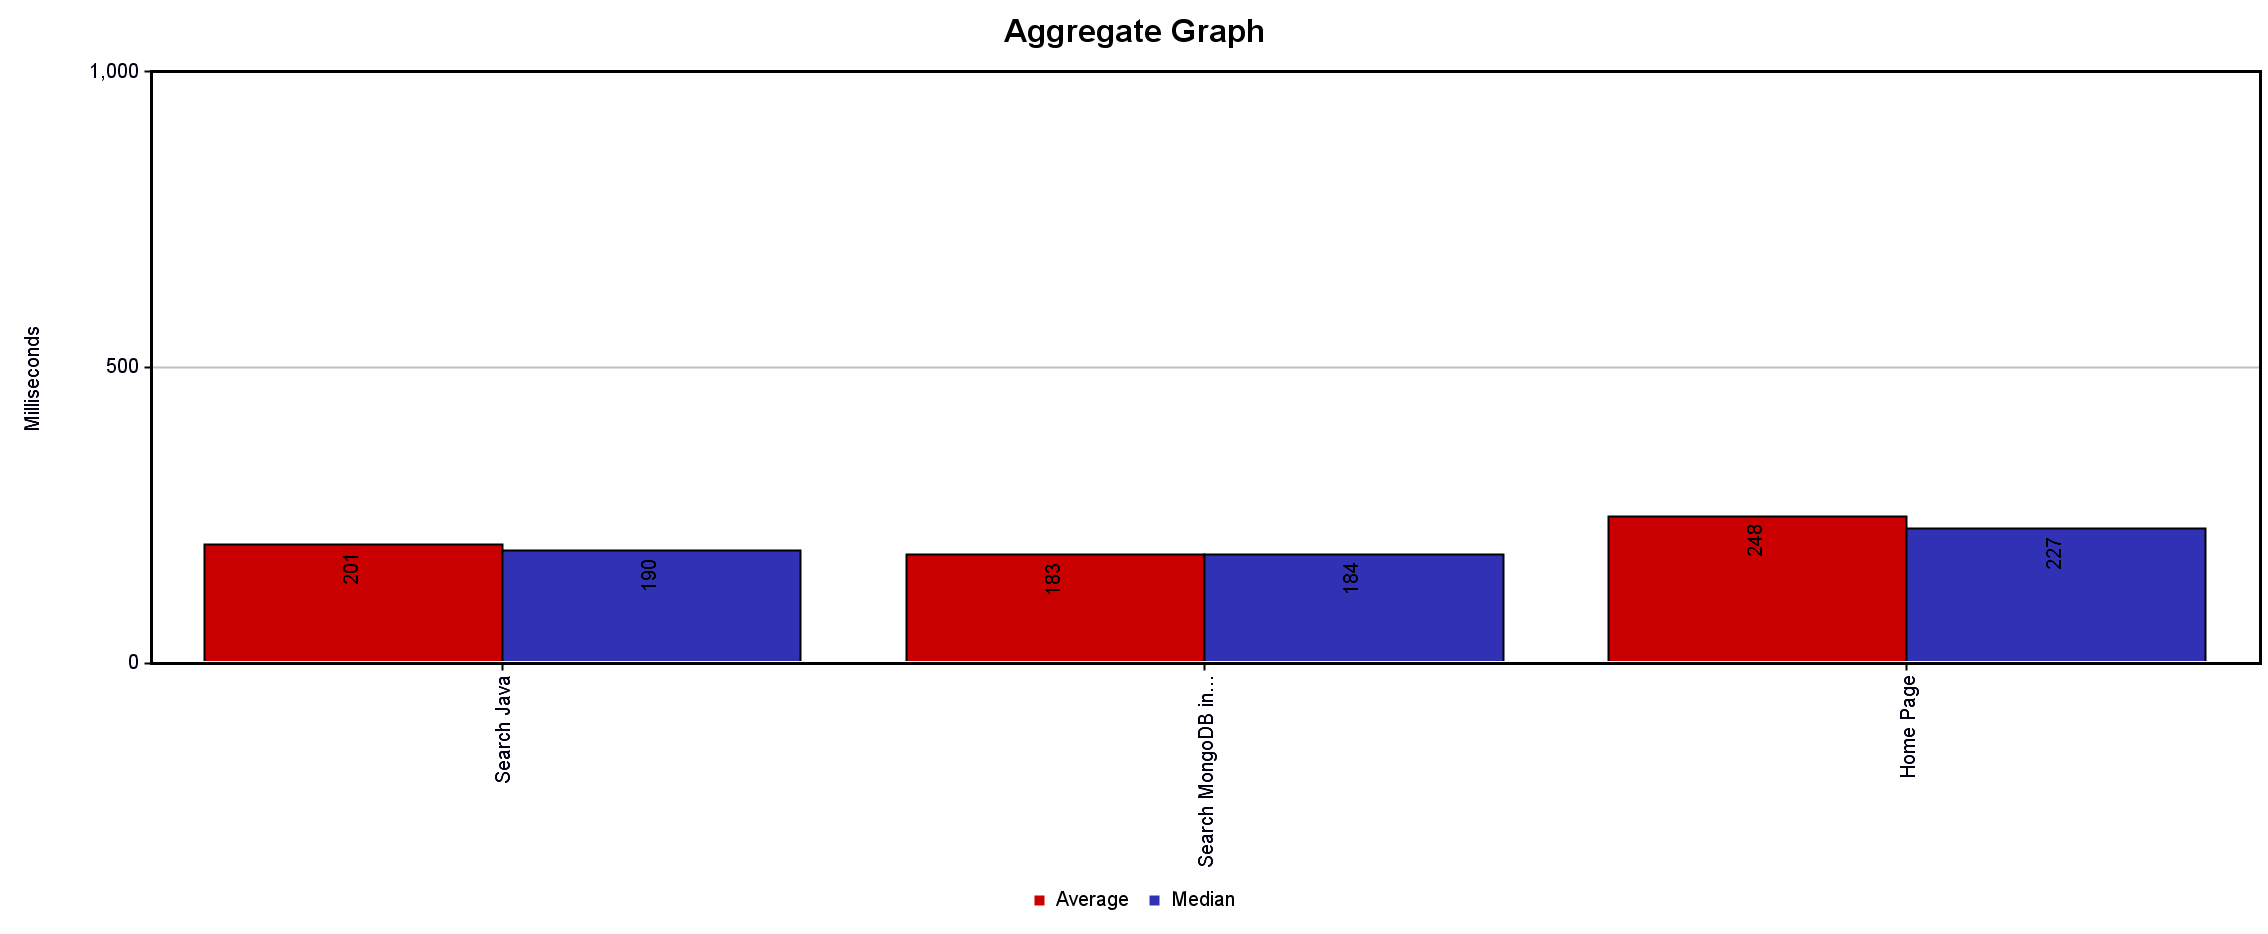 Aggregate Graph
1,000
500
0
Milliseconds
201
190
183
184
248
227
Search Java
Search MongoDB in...
Home Page
Average
Median